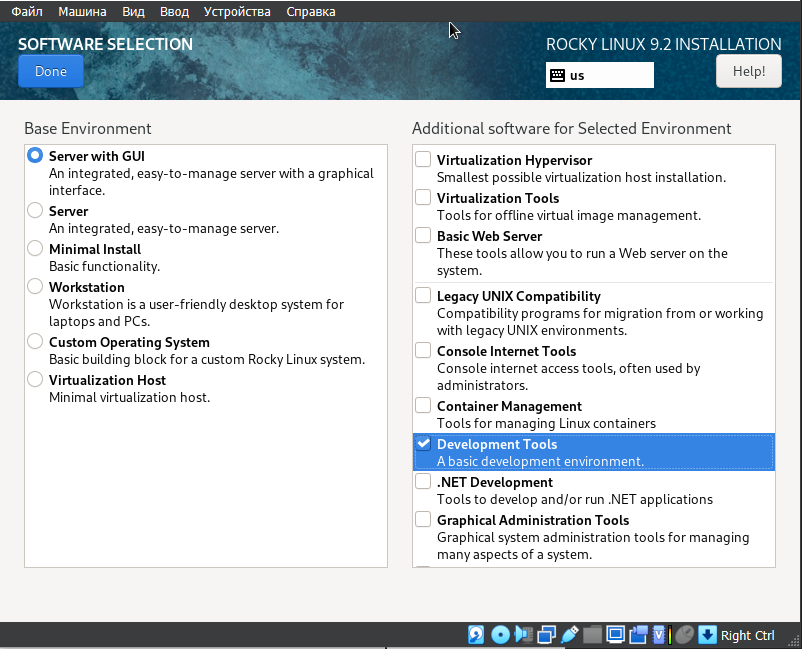 Файл Машина Вид Ввод Устройства Справка
SOFTWARE SELECTION
ROCKY LINUX 9.2 INSTALLATION
Done
us
Help!
Base Environment
Server with GUI
An integrated, easy-to-manage server with a graphical
interface.
Server
An integrated, easy-to-manage server.
Minimal Install
Basic functionality.
Workstation
Workstation is a user-friendly desktop system for
laptops and PCs.
Custom Operating System
Basic building block for a custom Rocky Linux system.
Virtualization Host
Minimal virtualization host.
Additional software for Selected Environment
Virtualization Hypervisor
Smallest possible virtualization host installation.
Virtualization Tools
Tools for offline virtual image management.
Basic Web Server
These tools allow you to run a Web server on the
system.
Legacy UNIX Compatibility
Compatibility programs for migration from or working
with legacy UNIX environments.
Console Internet Tools
Console internet access tools, often used by
administrators.
Container Management
Tools for managing Linux containers
Development Tools
A basic development environment.
.NET Development
Tools to develop and/or run .NET applications
Graphical Administration Tools
Graphical system administration tools for managing
many aspects of a system.
Right Ctrl